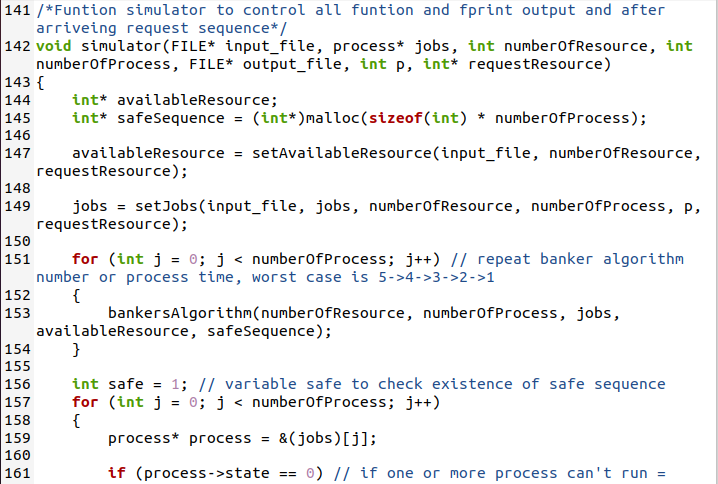 141 /*Funtion simulator to control all funtion and fprint output and after
arriveing request sequence*/
142 void simulator(FILE* input_file, process* jobs, int numberOfResource, int
numberOfProcess, FILE* output_file, int p, int* requestResource)
143 {
144     int* availableResource;
145     int* safeSequence = (int*)malloc(sizeof(int) * numberOfProcess);
146
147     availableResource = setAvailableResource(input_file, numberOfResource,
requestResource);
148
149     jobs = setJobs(input_file, jobs, numberOfResource, numberOfProcess, p,
requestResource);
150
151     for (int j = 0; j < numberOfProcess; j++) // repeat banker algorithm
number or process time, worst case is 5->4->3->2->1
152     {
153         bankersAlgorithm(numberOfResource, numberOfProcess, jobs,
availableResource, safeSequence);
154     }
155
156     int safe = 1; // variable safe to check existence of safe sequence
157     for (int j = 0; j < numberOfProcess; j++)
158     {
159         process* process = &(jobs)[j];
160
161         if (process->state == 0) // if one or more process can't run =